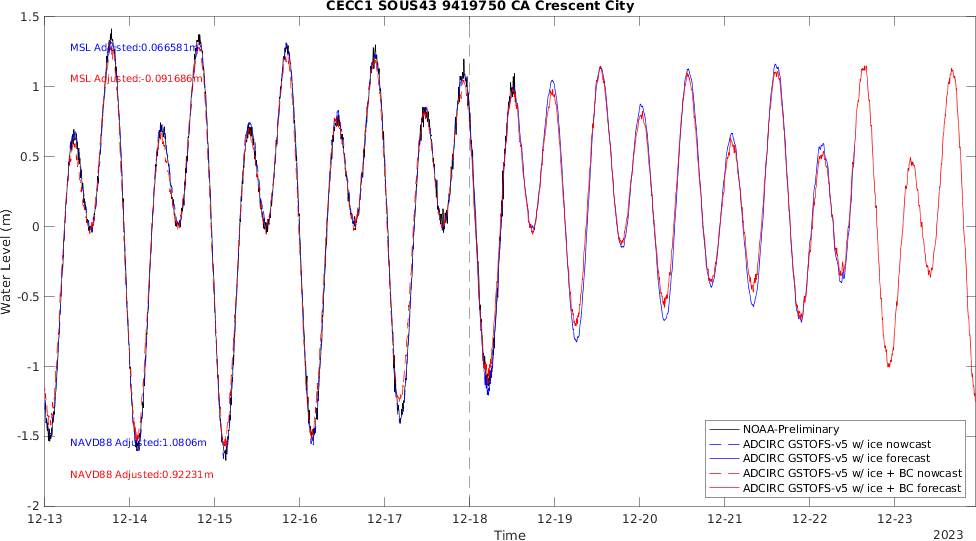 CECC1 SOUS43 9419750 CA Crescent City
1.5
1
0.5
0
-0.5
-1
-1.5
-2
Water Level (m)
MSL Adjusted:0.066581m
MSL Adjusted:-0.091686m
NAVD88 Adjusted:1.0806m
NAVD88 Adjusted:0.92231m
NOAA-Preliminary
ADCIRC GSTOFS-v5 w/ ice nowcast
ADCIRC GSTOFS-v5 w/ ice forecast
ADCIRC GSTOFS-v5 w/ ice + BC nowcast
ADCIRC GSTOFS-v5 w/ ice + BC forecast
12-13 12-14 12-15 12-16 12-17 12-18 12-19 12-20 12-21 12-22 12-23
Time
2023